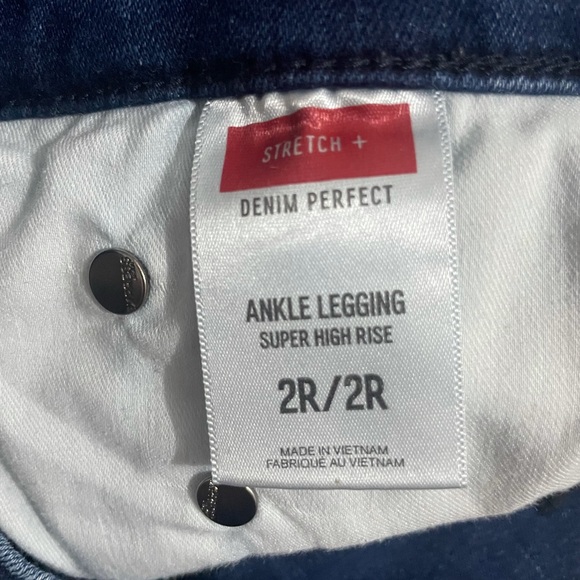 STRETCH +
DENIM PERFECT
ANKLE LEGGING
SUPER HIGH RISE
2R/2R
MADE IN VIETNAM
FABRIQUÉ AU VIETNAM